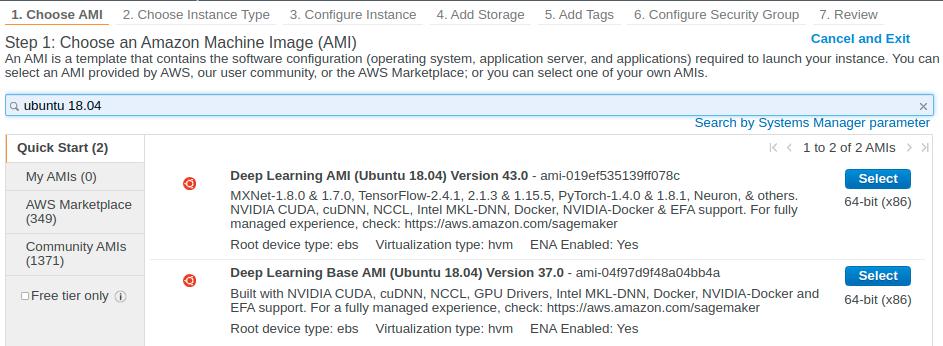 1. Choose AMI 2. Choose Instance Type 3. Configure Instance 4. Add Storage 5. Add Tags 6. Configure Security Group 7. Review
Step 1: Choose an Amazon Machine Image (AMI)
Cancel and Exit
An AMI is a template that contains the software configuration (operating system, application server, and applications) required to launch your instance. You can
select an AMI provided by AWS, our user community, or the AWS Marketplace; or you can select one of your own AMIs.
ubuntu 18.04
Search by Systems Manager parameter
Quick Start (2)
My AMIs (0)
AWS Marketplace
(349)
Community AMIs
(1371)
Free tier only
1 to 2 of 2 AMIs
Deep Learning AMI (Ubuntu 18.04) Version 43.0 - ami-019ef535139ff078c
Select
MXNet-1.8.0 & 1.7.0, TensorFlow-2.4.1, 2.1.3 & 1.15.5, PyTorch-1.4.0 & 1.8.1, Neuron, & others.
64-bit (x86)
NVIDIA CUDA, cuDNN, NCCL, Intel MKL-DNN, Docker, NVIDIA-Docker & EFA support. For fully
managed experience, check: https://aws.amazon.com/sagemaker
Root device type: ebs Virtualization type: hvm ENA Enabled: Yes
Deep Learning Base AMI (Ubuntu 18.04) Version 37.0 - ami-04f97d9f48a04bb4a
Select
Built with NVIDIA CUDA, cuDNN, NCCL, GPU Drivers, Intel MKL-DNN, Docker, NVIDIA-Docker and
64-bit (x86)
EFA support. For a fully managed experience, check: https://aws.amazon.com/sagemaker
Root device type: ebs Virtualization type: hvm ENA Enabled: Yes